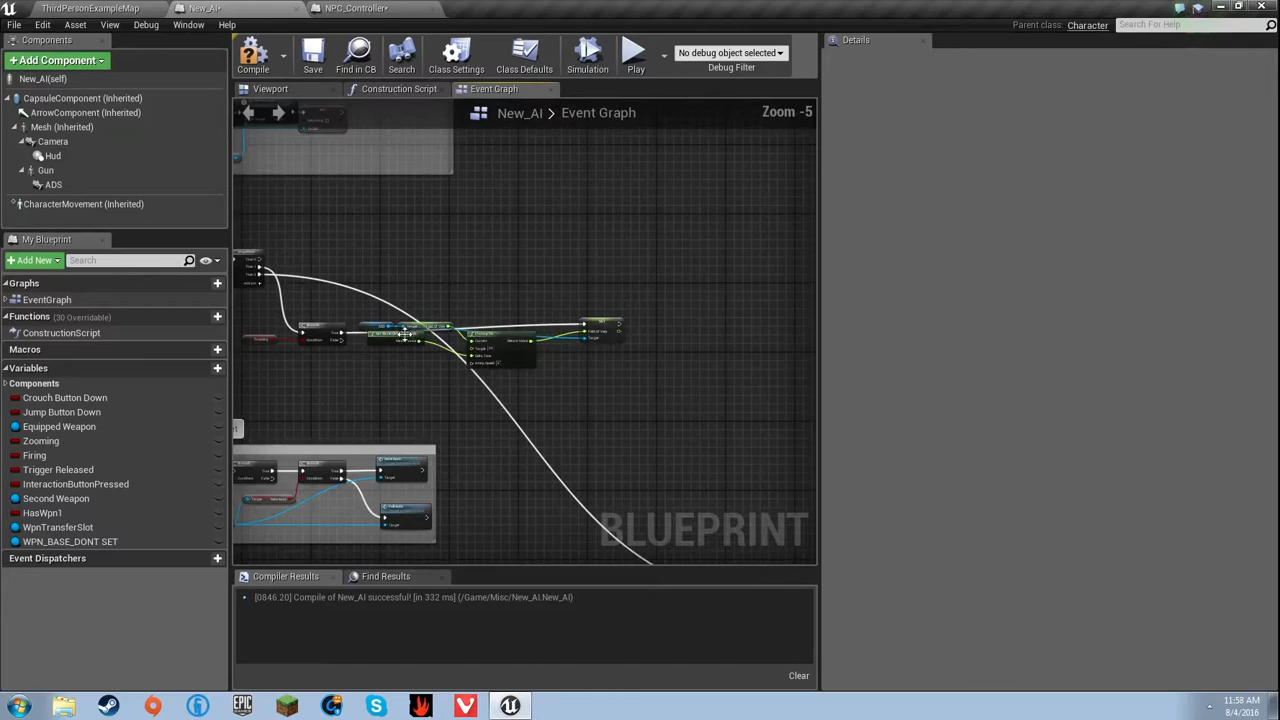 ThirdPersonExampleMap
New_AI*
NPC_Controller*
File Edit Asset View Debug Window Help
Parent class: Character
Search For Help
Components
Details
+Add Component
Compile
Save
Find in CB
Search
Class Settings
Class Defaults
Simulation
Play
No debug object selected
Debug Filter
New_AI(self)
Viewport
Construction Script
Event Graph
CapsuleComponent (Inherited)
ArrowComponent (Inherited)
Mesh (Inherited)
Camera
Hud
Gun
ADS
CharacterMovement (Inherited)
New_AI > Event Graph
Zoom -5
My Blueprint
Add New
Search
Graphs
EventGraph
Functions (30 Overridable)
ConstructionScript
Macros
Variables
Components
Crouch Button Down
Jump Button Down
Equipped Weapon
Zooming
Firing
Trigger Released
InteractionButtonPressed
Second Weapon
HasWpn1
WpnTransferSlot
WPN_BASE_DONT SET
Event Dispatchers
BLUEPRINT
Compiler Results
Find Results
[0846.20] Compile of New_AI successful! [in 332 ms] (/Game/Misc/New_AI.New_AI)
Clear
11:58 AM
8/4/2016